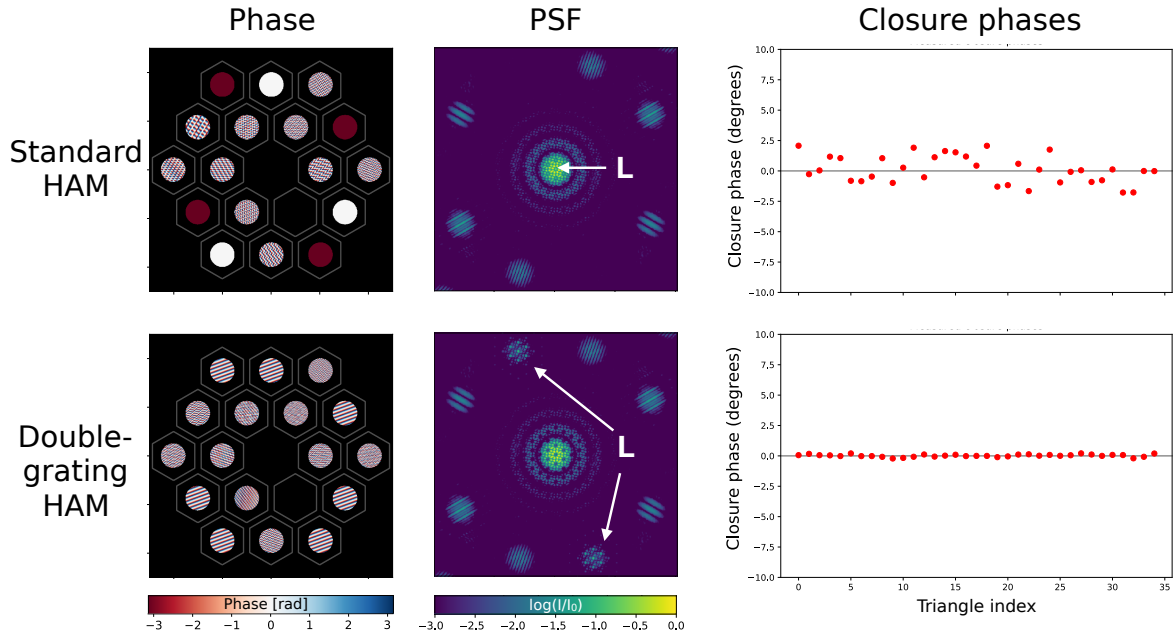 Phase PSF Closure phases
Standard
HAM
L
Closure phase (degrees)
10.0
7.5
5.0
2.5
0.0
−2.5
−5.0
−7.5
−10.0
Double-
grating
HAM
L
Closure phase (degrees)
10.0
7.5
5.0
2.5
0.0
−2.5
−5.0
−7.5
−10.0
0 5 10 15 20 25 30 35
Triangle index
Phase [rad]
−3 −2 −1 0 1 2 3
log(I/I₀)
−3.0 −2.5 −2.0 −1.5 −1.0 −0.5 0.0